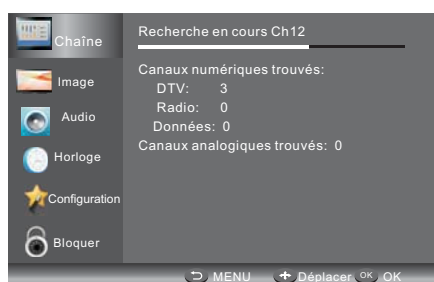 Chaîne
Image
Audio
Horloge
Configuration
Bloquer
Recherche en cours Ch12
Canaux numériques trouvés:
DTV: 3
Radio: 0
Données: 0
Canaux analogiques trouvés: 0
MENU Déplacer OK OK